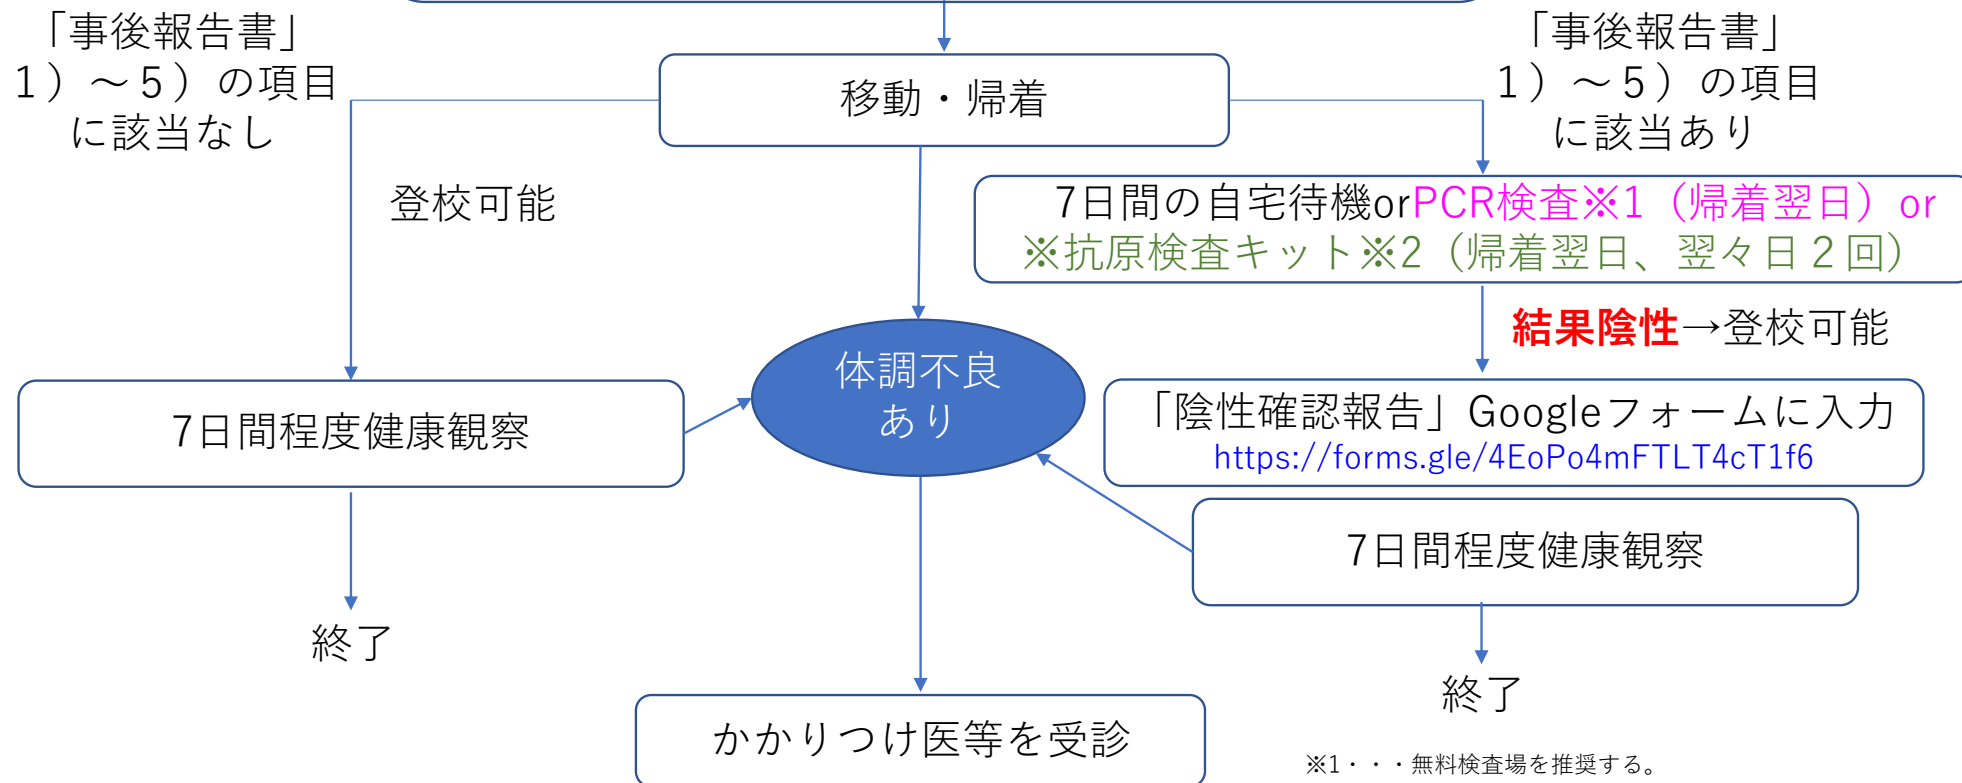 「事後報告書」
１）～５）の項目
に該当なし
移動・帰着
「事後報告書」
１）～５）の項目
に該当あり
登校可能
7日間の自宅待機orPCR検査※1（帰着翌日）or
※抗原検査キット※2（帰着翌日、翌々日２回）
結果陰性→登校可能
体調不良
あり
7日間程度健康観察
「陰性確認報告」Googleフォームに入力
https://forms.gle/4EoPo4mFTLT4cT1f6
7日間程度健康観察
終了
終了
かかりつけ医等を受診
※1・・・無料検査場を推奨する。